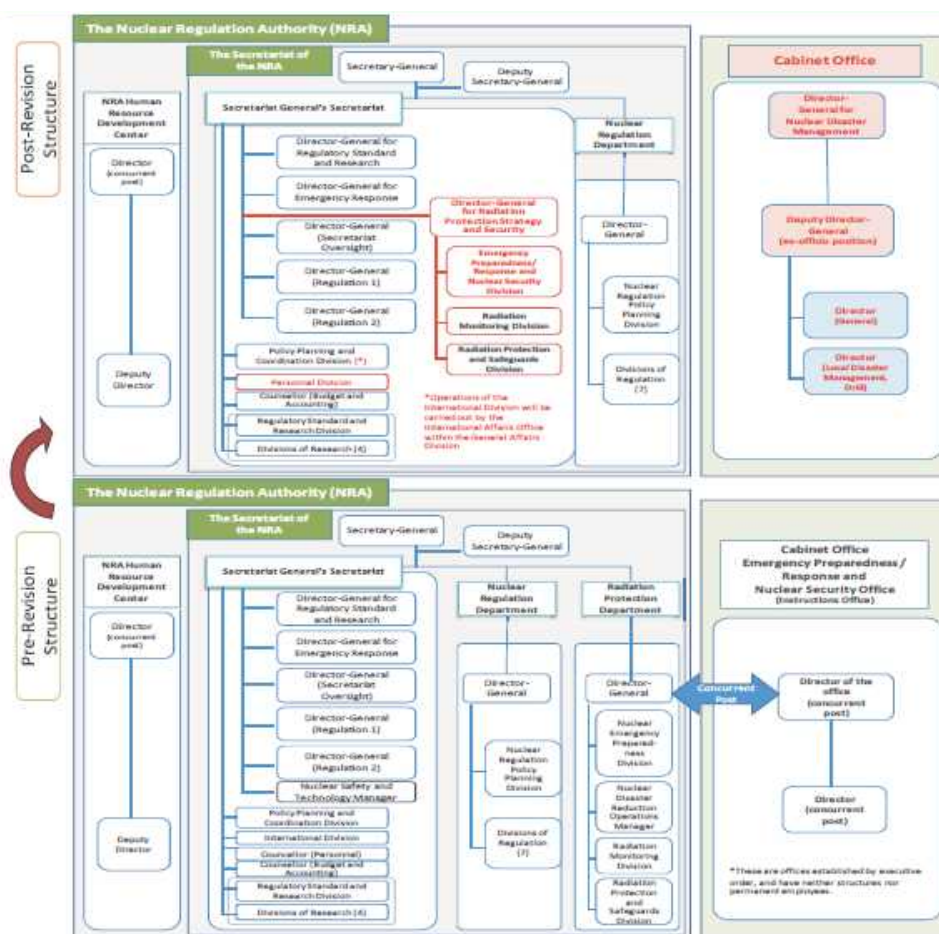 Post-Revision
Structure
The Nuclear Regulation Authority (NRA)
The Secretariat of
the NRA
Secretary-General
Deputy
Secretary-General
NRA Human
Resource
Development
Center
Director
(concurrent
post)
Deputy
Director
Secretariat General's Secretariat
Director-General for
Regulatory Standard
and Research
Director-General for
Emergency Response
Director-General
(Secretariat
Oversight)
Director-General
(Regulation 1)
Director-General
(Regulation 2)
Policy Planning and
Coordination Division (*)
Personal Division
Counsellor (Budget and
Accounting)
Regulatory Standard and
Research Division
Divisions of Research (4)
Director-General
for Radiation
Protection Strategy
and Security
Emergency
Preparedness/
Response and
Nuclear Security
Division
Radiation
Monitoring Division
Radiation Protection
and Safeguards
Division
*Operations of the
International Division will be
carried out by the
International Affairs Office
within the General Affairs
Division
Nuclear
Regulation
Department
Director-
General
Nuclear
Regulation
Policy
Planning
Division
Divisions of
Regulation
(7)
Cabinet Office
Director-
General for
Nuclear Disaster
Management
Deputy Director-
General
(ex-officio position)
Director
(General)
Director
(Local Disaster
Management,
Drill)
Pre-Revision
Structure
The Nuclear Regulation Authority (NRA)
The Secretariat of
the NRA
Secretary-General
Deputy
Secretary-General
NRA Human
Resource
Development
Center
Director
(concurrent
post)
Deputy
Director
Secretariat General's Secretariat
Director-General for
Regulatory Standard
and Research
Director-General for
Emergency Response
Director-General
(Secretariat
Oversight)
Director-General
(Regulation 1)
Director-General
(Regulation 2)
Nuclear Safety and
Technology Manager
Policy Planning and
Coordination Division
International Division
Counsellor (Personnel)
Counsellor (Budget and
Accounting)
Regulatory Standard and
Research Division
Divisions of Research (4)
Nuclear
Regulation
Department
Director-
General
Nuclear
Regulation
Policy
Planning
Division
Divisions of
Regulation
(7)
Radiation
Protection
Department
Director-
General
Nuclear
Emergency
Prepared-
ness
Division
Nuclear
Disaster
Reduction
Operations
Manager
Radiation
Monitoring
Division
Radiation
Protection and
Safeguards Division
Concurrent
Post
Cabinet Office
Emergency Preparedness /
Response and
Nuclear Security Office
(Instructions Office)
Director of the
office
(concurrent
post)
Director
(concurrent
post)
*These are offices established by executive
order, and have neither structures nor
permanent employees.